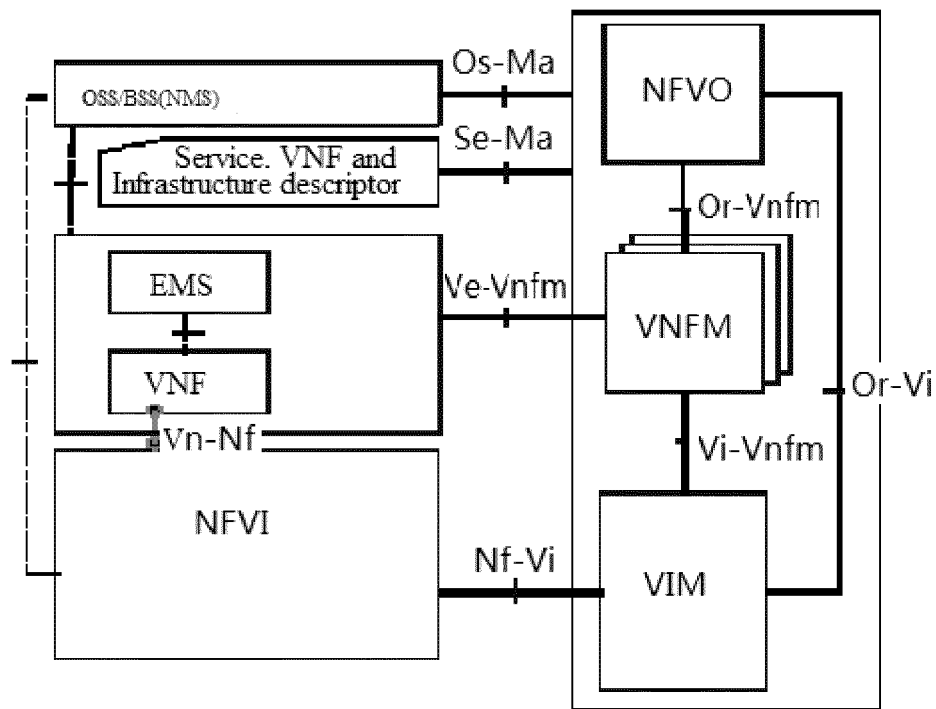 Os-Ma
NFVO
OSS/BSS(NMS)
Service. VNF and
Infrastructure descriptor
Se-Ma
Or-Vnfm
EMS
Ve-Vnfm
VNFM
VNF
Or-Vi
Vn-Nf
Vi-Vnfm
NFVI
Nf-Vi
VIM